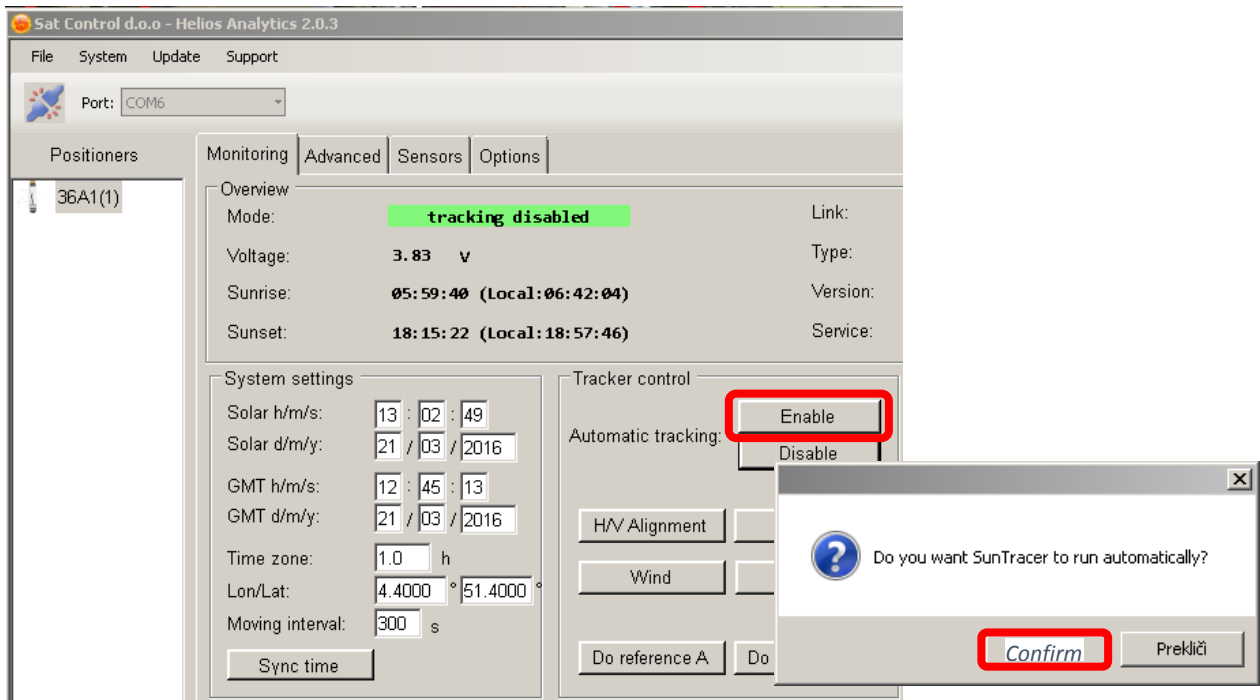 Sat Control d.o.o - Helios Analytics 2.0.3
File System Update Support
Port: COM6
Positioners
36A1(1)
Monitoring Advanced Sensors Options
Overview
Mode: tracking disabled Link:
Voltage: 3.83 V Type:
Sunrise: 05:59:40 (Local:06:42:04) Version:
Sunset: 18:15:22 (Local:18:57:46) Service:
System settings
Solar h/m/s: 13 : 02 : 49
Solar d/m/y: 21 / 03 / 2016
GMT h/m/s: 12 : 45 : 13
GMT d/m/y: 21 / 03 / 2016
Time zone: 1.0 h
Lon/Lat: 4.4000 ° 51.4000 °
Moving interval: 300 s
Sync time
Tracker control
Automatic tracking: Enable
Disable
H/V Alignment
Wind
Do reference A Do
Do you want SunTracer to run automatically?
Confirm Prekliči